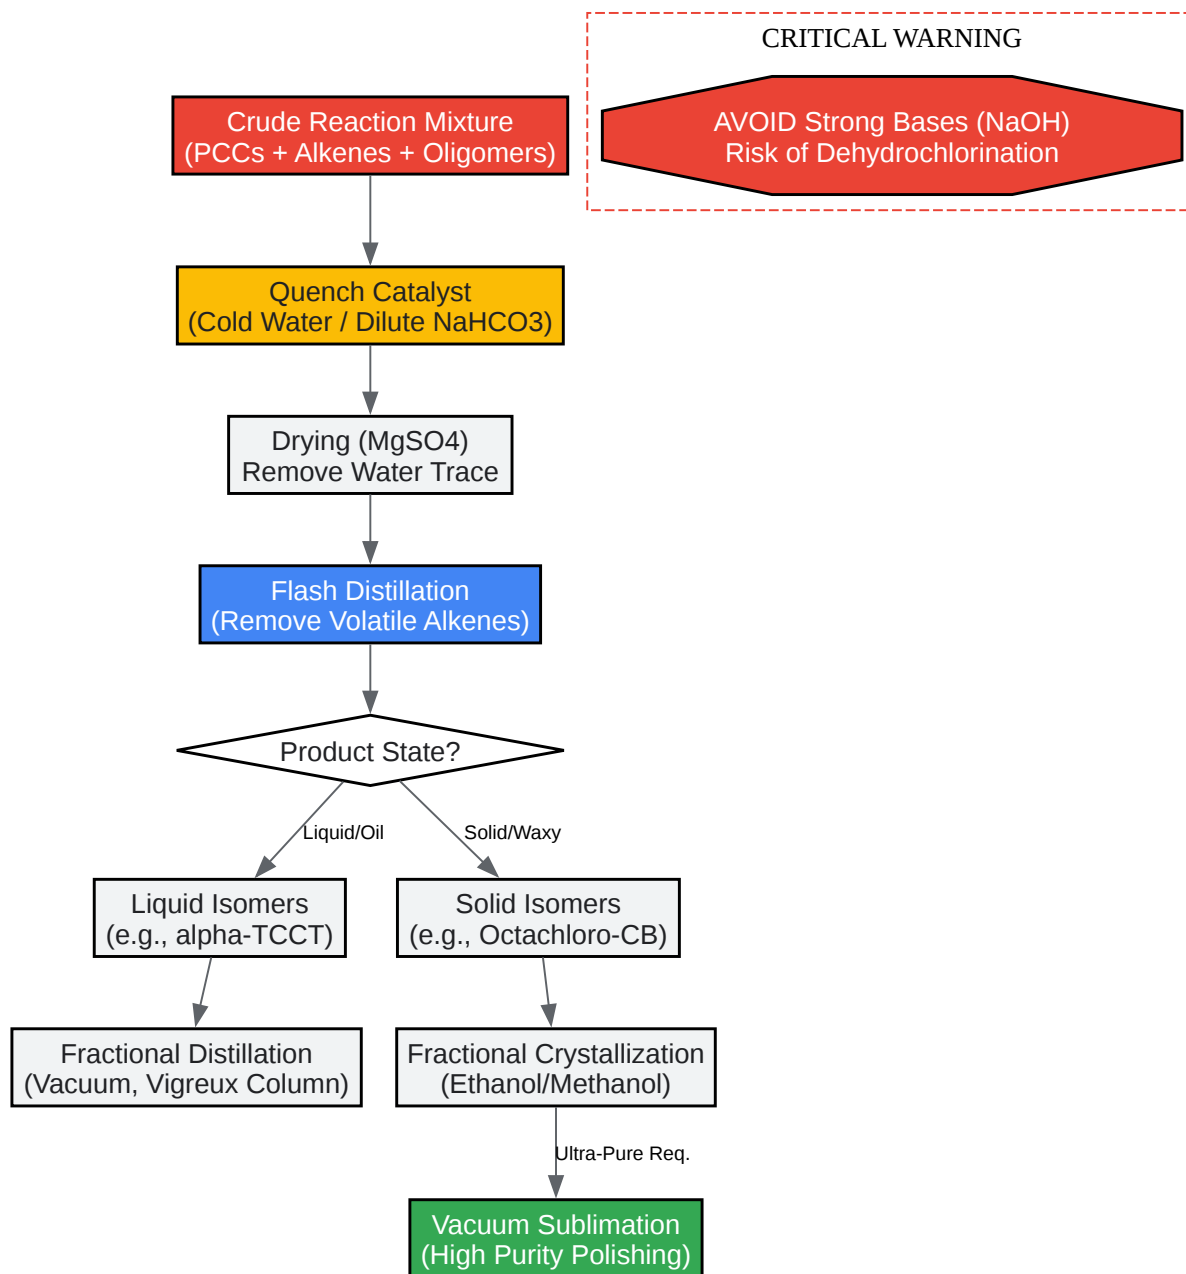 CRITICAL WARNING
AVOID Strong Bases (NaOH)
Risk of Dehydrochlorination
Crude Reaction Mixture
(PCCs + Alkenes + Oligomers)
Quench Catalyst
(Cold Water / Dilute NaHCO3)
Drying (MgSO4)
Remove Water Trace
Flash Distillation
(Remove Volatile Alkenes)
Product State?
Liquid/Oil
Solid/Waxy
Liquid Isomers
(e.g., alpha-TCCT)
Solid Isomers
(e.g., Octachloro-CB)
Fractional Distillation
(Vacuum, Vigreux Column)
Fractional Crystallization
(Ethanol/Methanol)
Ultra-Pure Req.
Vacuum Sublimation
(High Purity Polishing)